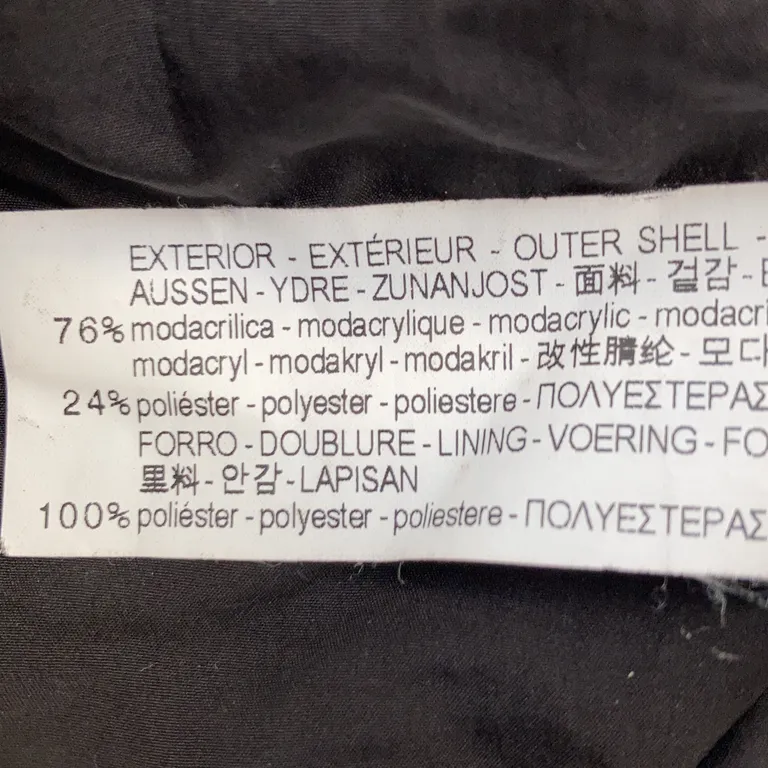 EXTERIOR - EXTÉRIEUR - OUTER SHELL -
AUSSEN - YDRE - ZUNANJOST - 面料 - 겉감 -
76% modacrilica - modacrylique - modacrylic - modacri
modacryl - modakryl - modakril - 改性腈纶 - 모다
24% poliéster - polyester - poliestere - ΠΟΛΥΕΣΤΕΡΑΣ
FORRO - DOUBLURE - LINING - VOERING - FO
里料 - 안감 - LAPISAN
100% poliéster - polyester - poliestere - ΠΟΛΥΕΣΤΕΡΑΣ